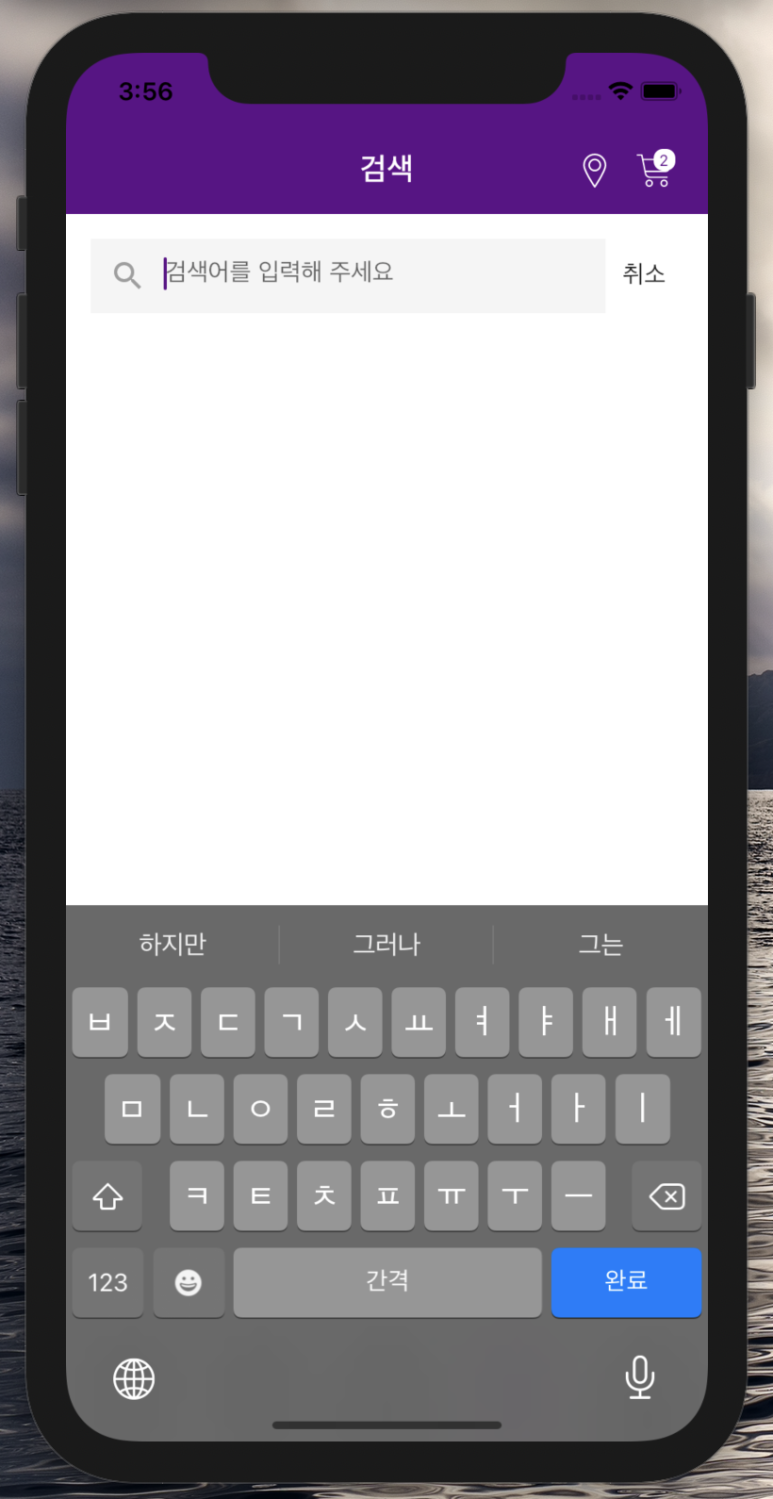 3:56
검색
2
검색어를 입력해 주세요
취소
하지만 그러나 그는
ㅂ ㅈ ㄷ ㄱ ㅅ ㅛ ㅕ ㅑ ㅐ ㅔ
ㅁ ㄴ ㅇ ㄹ ㅎ ㅗ ㅓ ㅏ ㅣ
ㅋ ㅌ ㅊ ㅍ ㅠ ㅜ ㅡ
123 간격 완료